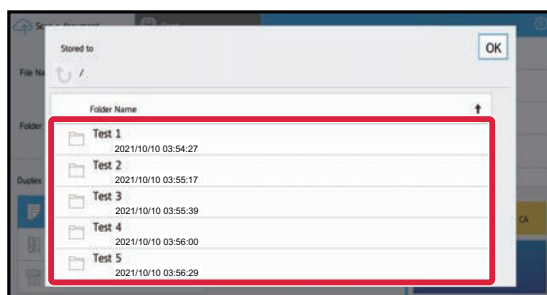 Stored to
OK
/
File Na
Folder Name
Folder
Test 1
2021/10/10 03:54:27
Test 2
2021/10/10 03:55:17
Duplex
Test 3
2021/10/10 03:55:39
CA
Test 4
2021/10/10 03:56:00
Test 5
2021/10/10 03:56:29